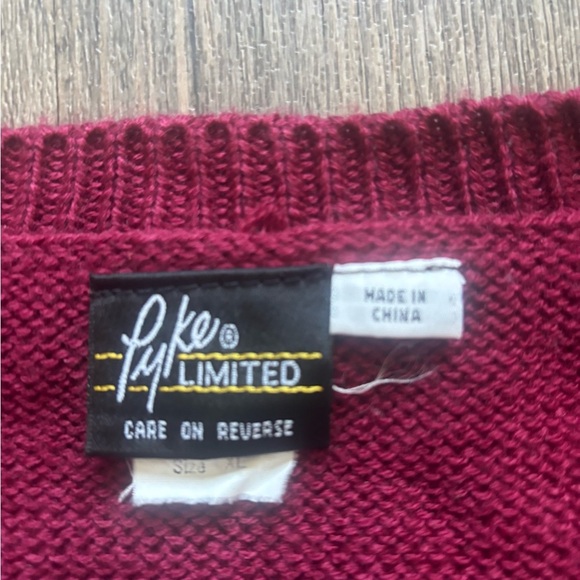 Pyke®
LIMITED
CARE ON REVERSE
MADE IN
CHINA
Size XL